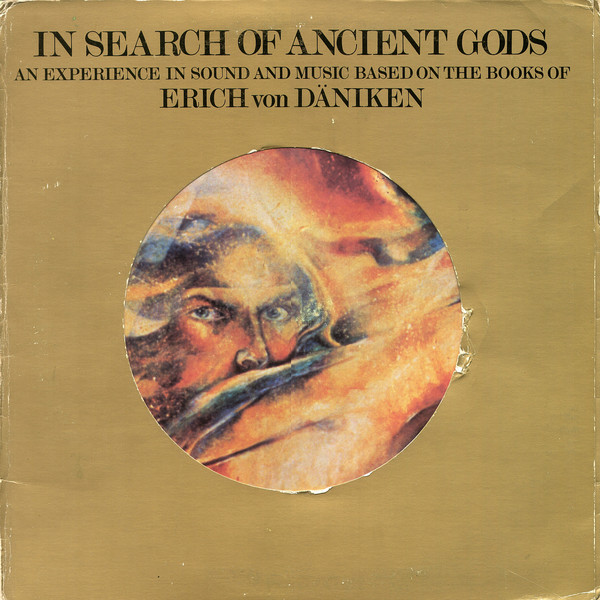 IN SEARCH OF ANCIENT GODS
AN EXPERIENCE IN SOUND AND MUSIC BASED ON THE BOOKS OF
ERICH von DÄNIKEN